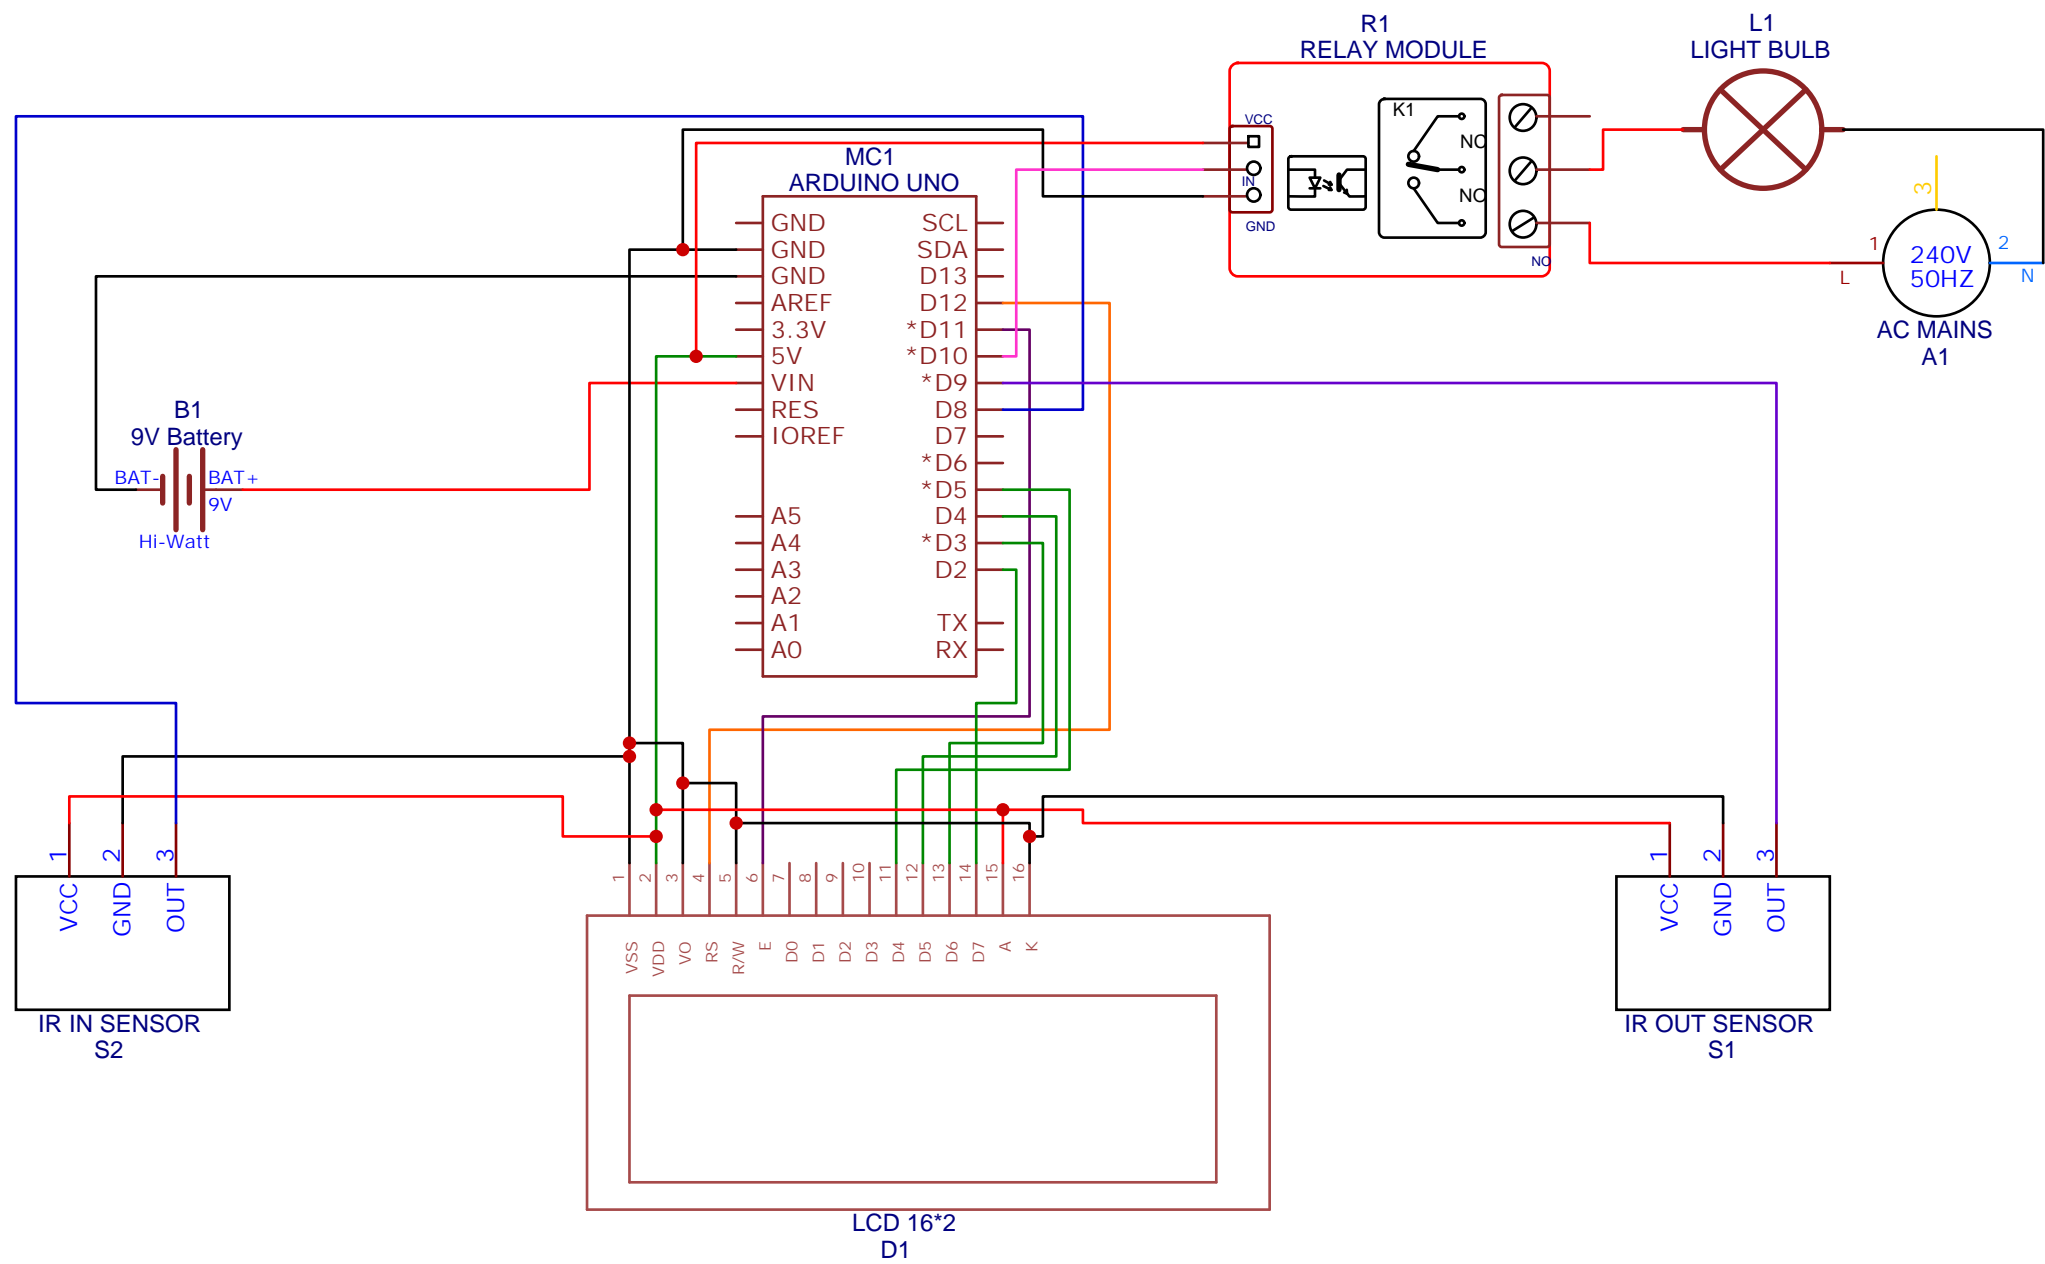 R1
RELAY MODULE
L1
LIGHT BULB
VCC
IN
GND
K1
NO
NO
NO
MC1
ARDUINO UNO
GND
GND
GND
AREF
3.3V
5V
VIN
RES
IOREF
A5
A4
A3
A2
A1
A0
SCL
SDA
D13
D12
*D11
*D10
*D9
D8
D7
*D6
*D5
D4
*D3
D2
TX
RX
3
1
L
240V
50HZ
2
N
AC MAINS
A1
B1
9V Battery
BAT-
BAT+
9V
Hi-Watt
1
2
3
VCC
GND
OUT
IR IN SENSOR
S2
1
2
3
4
5
6
7
8
9
10
11
12
13
14
15
16
VSS
VDD
VO
RS
R/W
E
D0
D1
D2
D3
D4
D5
D6
D7
A
K
LCD 16*2
D1
1
2
3
VCC
GND
OUT
IR OUT SENSOR
S1